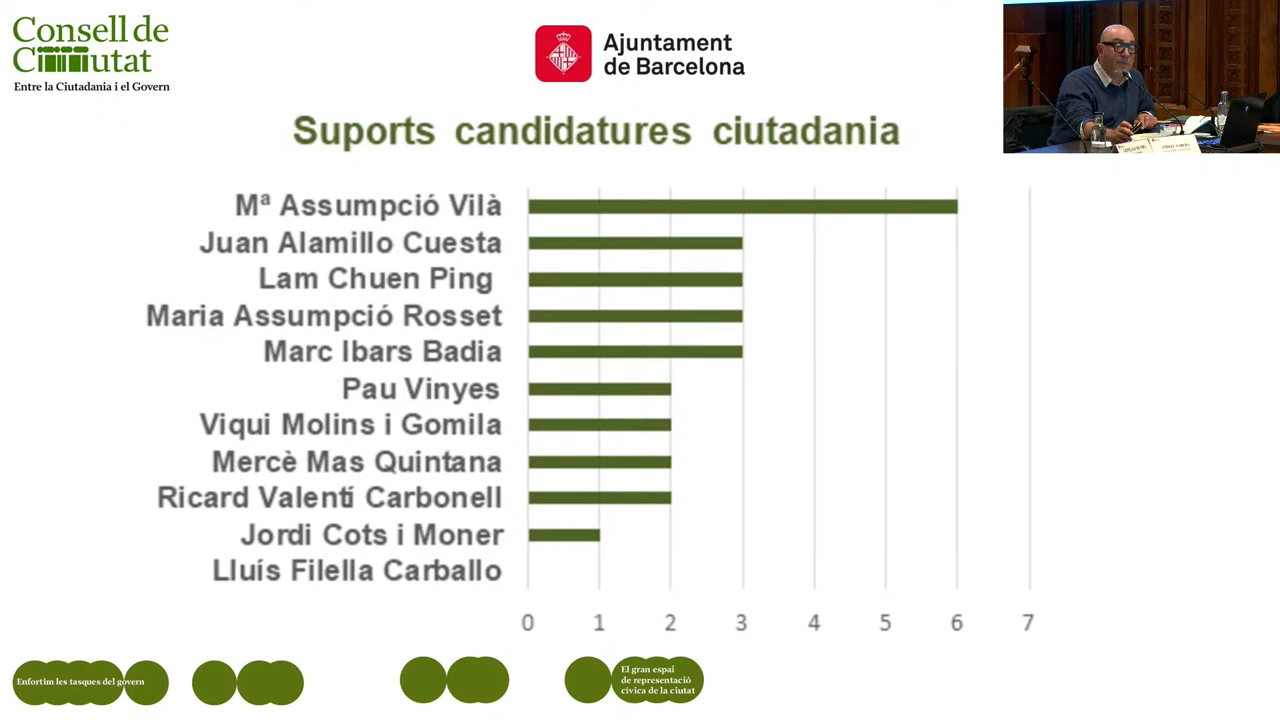 Consell de
Ciutat
Entre la Ciutadania i el Govern
Ajuntament
de Barcelona
Suports candidatures ciutadania
Mª Assumpció Vilà
Juan Alamillo Cuesta
Lam Chuen Ping
Maria Assumpció Rosset
Marc Ibars Badia
Pau Vinyes
Viqui Molins i Gomila
Mercè Mas Quintana
Ricard Valentí Carbonell
Jordi Cots i Moner
Lluís Filella Carballo
0 1 2 3 4 5 6 7
Enfortim les tasques del govern
El gran espai
de representació
cívica de la ciutat